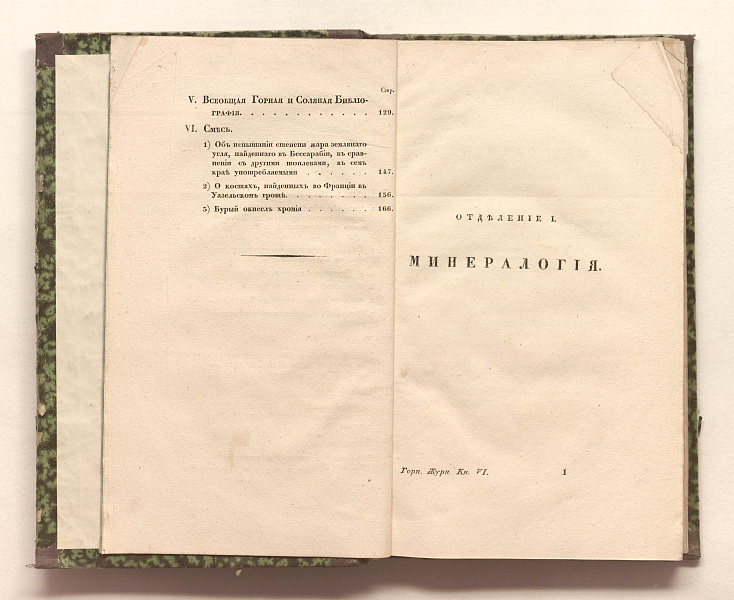 Стр.
V. Всеобщая Горная и Соляная Библіо-
графія. . . . . . . . . . . . 129.
VI. Смѣсь.
1) Объ испытаніи степени жара землянаго
угля, найденнаго въ Бессарабіи, въ срав-
неніи съ другими топливами, въ семъ
краѣ употребляемыми . . . . . . 147.
2) О костяхъ, найденныхъ во Франціи въ
Уазельскомъ гротѣ. . . . . . . . 156.
3) Бурый окиселъ хромія . . . . . . 166.
ОТДѢЛЕНІЕ I.
МИНЕРАЛОГІЯ.
Горн. Журн. Кн. VI. 1